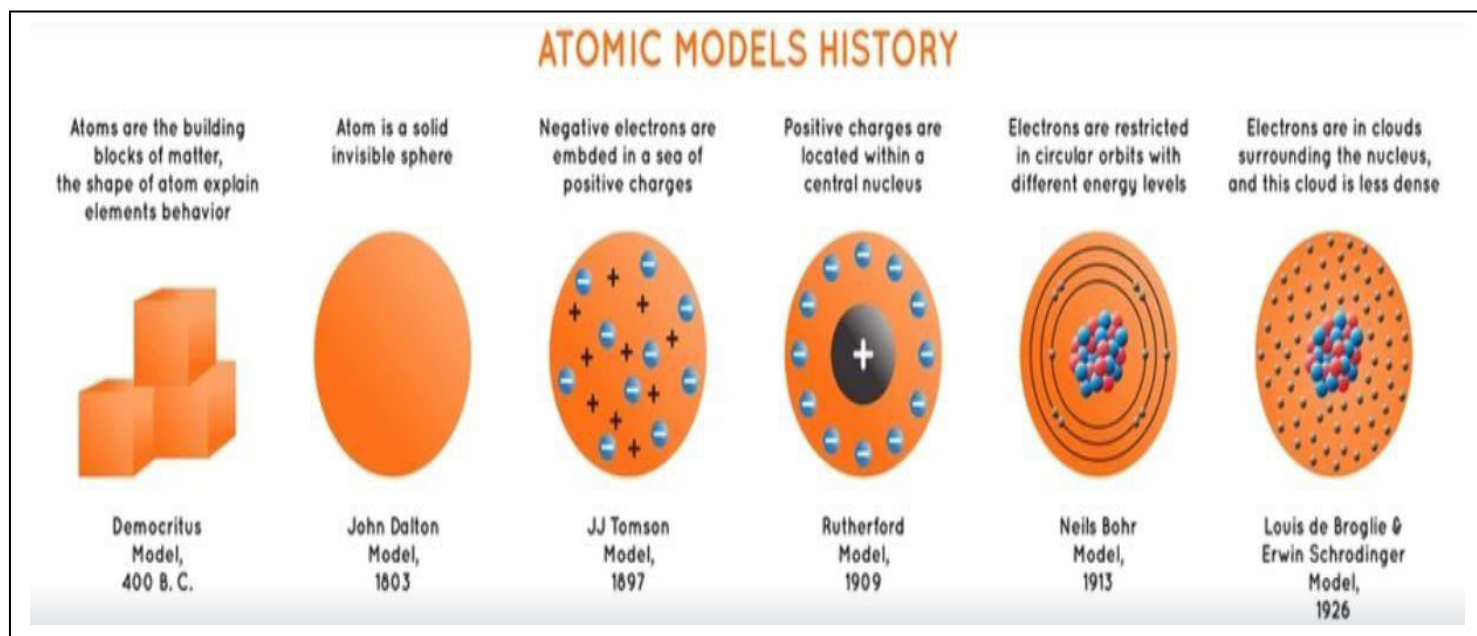 ATOMIC MODELS HISTORY
Atoms are the building
blocks of matter,
the shape of atom explain
elements behavior
Atom is a solid
invisible sphere
Negative electrons are
embded in a sea of
positive charges
Positive charges are
located within a
central nucleus
Electrons are restricted
in circular orbits with
different energy levels
Electrons are in clouds
surrounding the nucleus,
and this cloud is less dense
+
Democritus
Model,
400 B. C.
John Dalton
Model,
1803
JJ Tomson
Model,
1897
Rutherford
Model,
1909
Neils Bohr
Model,
1913
Louis de Broglie &
Erwin Schrodinger
Model,
1926